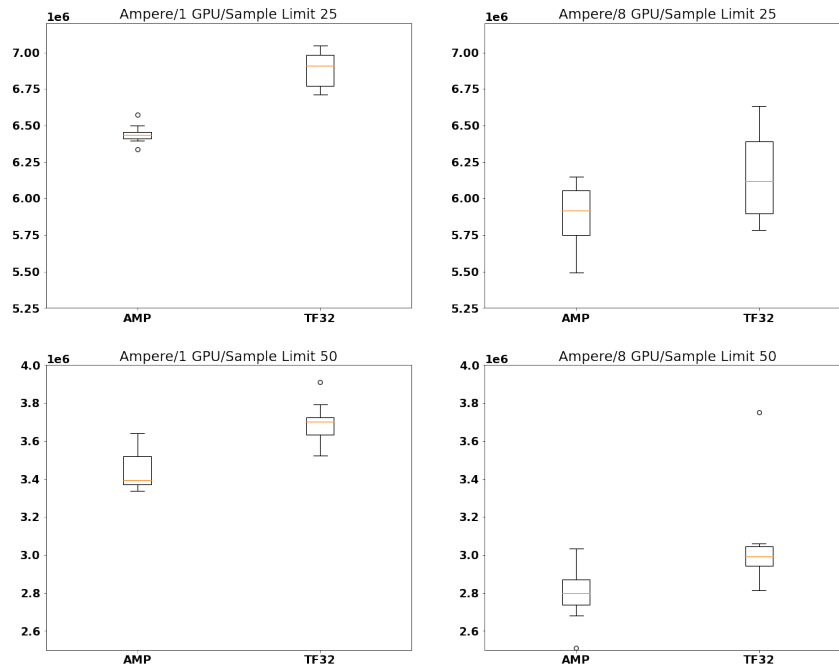 Ampere/1 GPU/Sample Limit 25
1e6
7.00
6.75
6.50
6.25
6.00
5.75
5.50
5.25
AMP
TF32
Ampere/8 GPU/Sample Limit 25
1e6
7.00
6.75
6.50
6.25
6.00
5.75
5.50
5.25
AMP
TF32
Ampere/1 GPU/Sample Limit 50
1e6
4.0
3.8
3.6
3.4
3.2
3.0
2.8
2.6
AMP
TF32
Ampere/8 GPU/Sample Limit 50
1e6
4.0
3.8
3.6
3.4
3.2
3.0
2.8
2.6
AMP
TF32